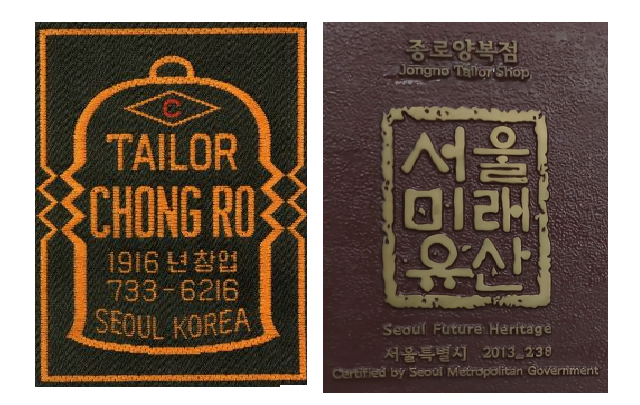 C
TAILOR
CHONG RO
1916 년 창업
733-6216
SEOUL KOREA
종로양복점
Jongno Tailor Shop
서울
미래
유산
Seoul Future Heritage
서울특별시 2013-238
Certified by Seoul Metropolitan Government